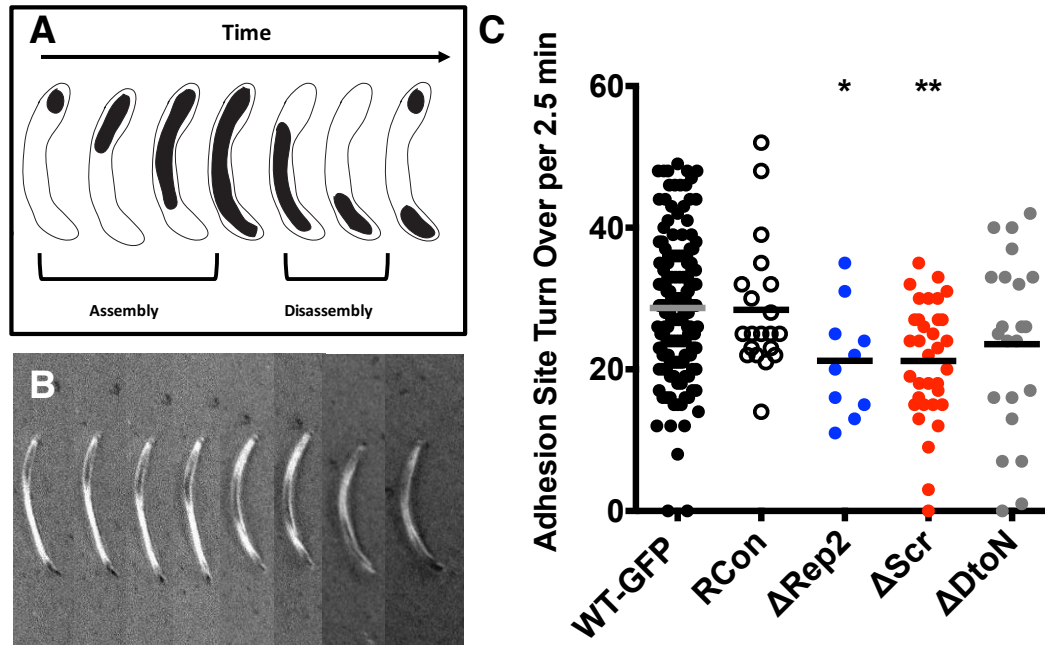 A
Time
Assembly
Disassembly
B
C
Adhesion Site Turn Over per 2.5 min
60
40
20
0
*
**
WT-GFP
RCon
ΔRep2
ΔScr
ΔDtoN